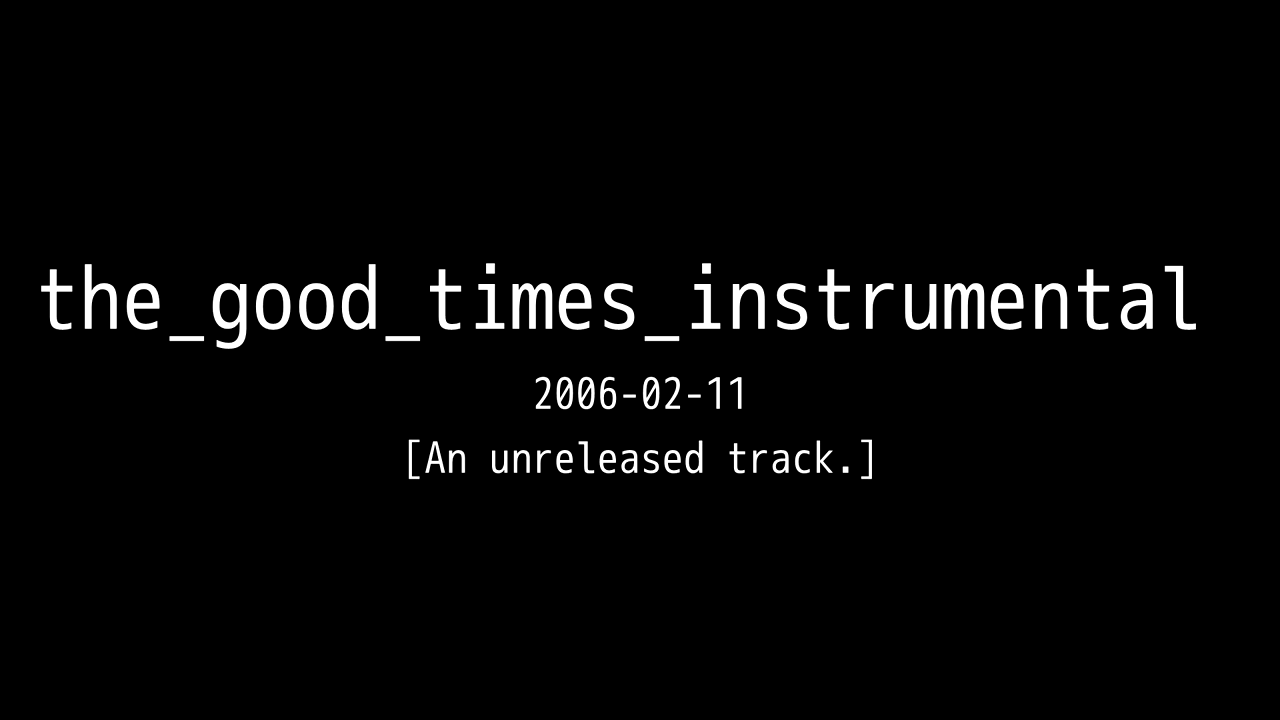 the_good_times_instrumental
2006-02-11
[An unreleased track.]